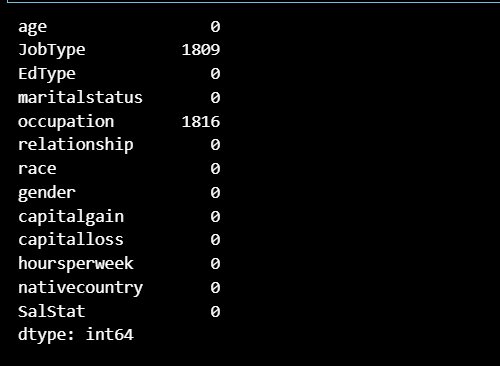 age 0
JobType 1809
EdType 0
maritalstatus 0
occupation 1816
relationship 0
race 0
gender 0
capitalgain 0
capitalloss 0
hoursperweek 0
nativecountry 0
SalStat 0
dtype: int64